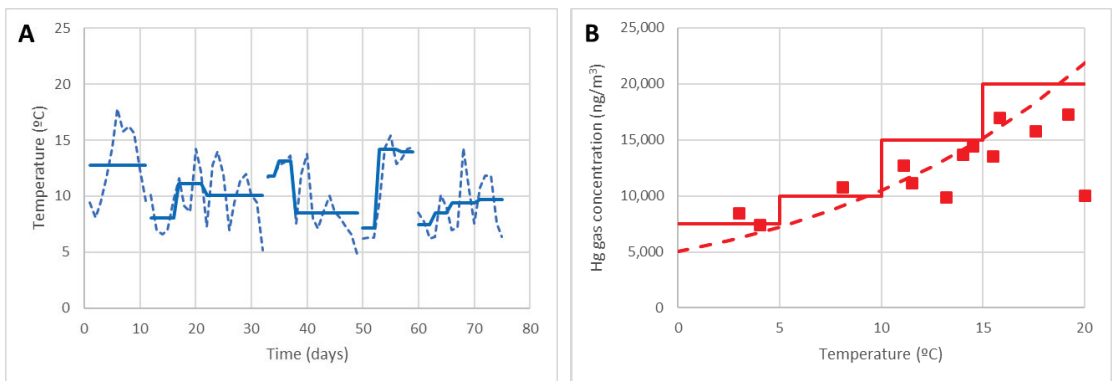 A
Temperature (ºC)
25
20
15
10
5
0
0 10 20 30 40 50 60 70 80
Time (days)
B
Hg gas concentration (ng/m³)
25,000
20,000
15,000
10,000
5,000
0
0 5 10 15 20
Temperature (ºC)